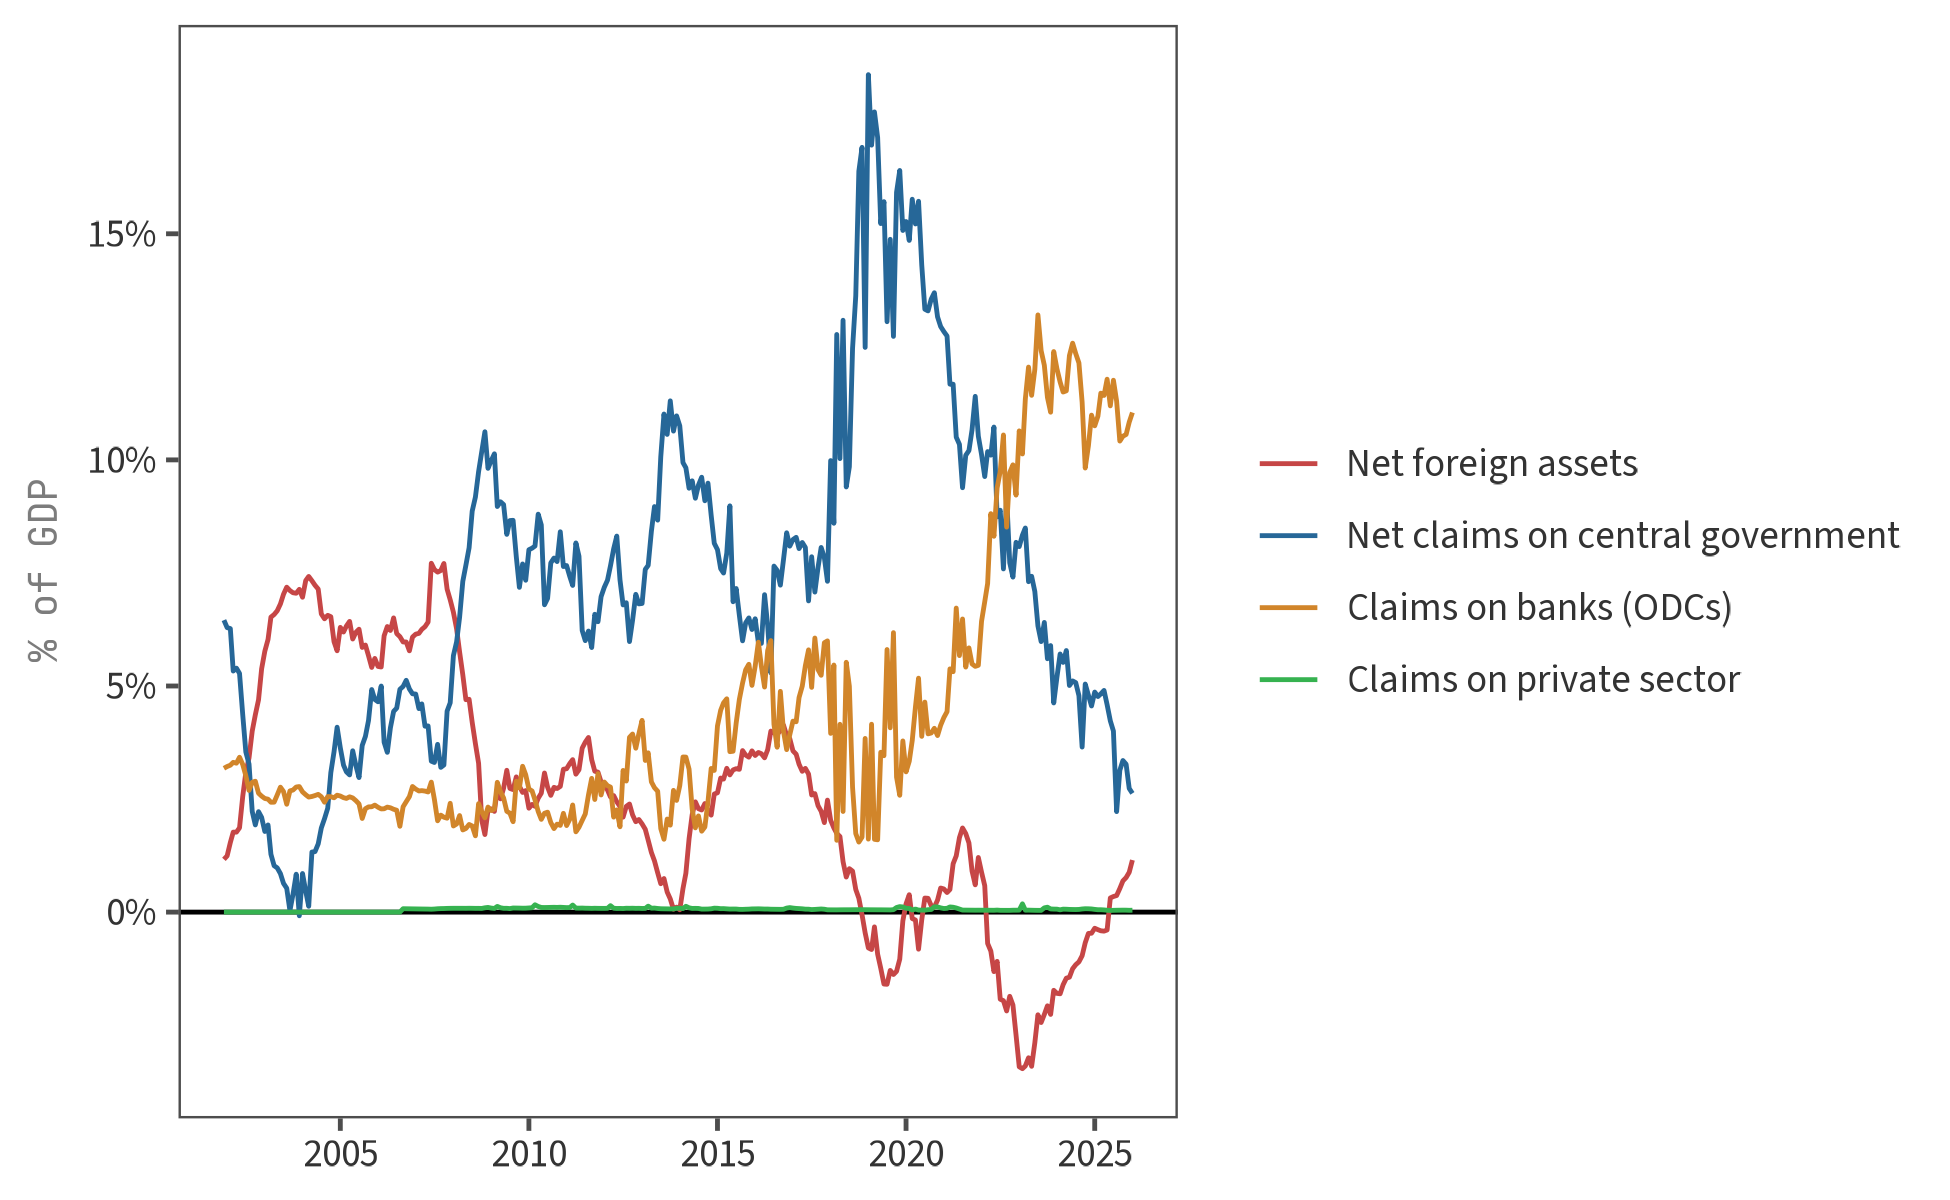 % of GDP
15%
10%
5%
0%
2005
2010
2015
2020
2025
Net foreign assets
Net claims on central government
Claims on banks (ODCs)
Claims on private sector